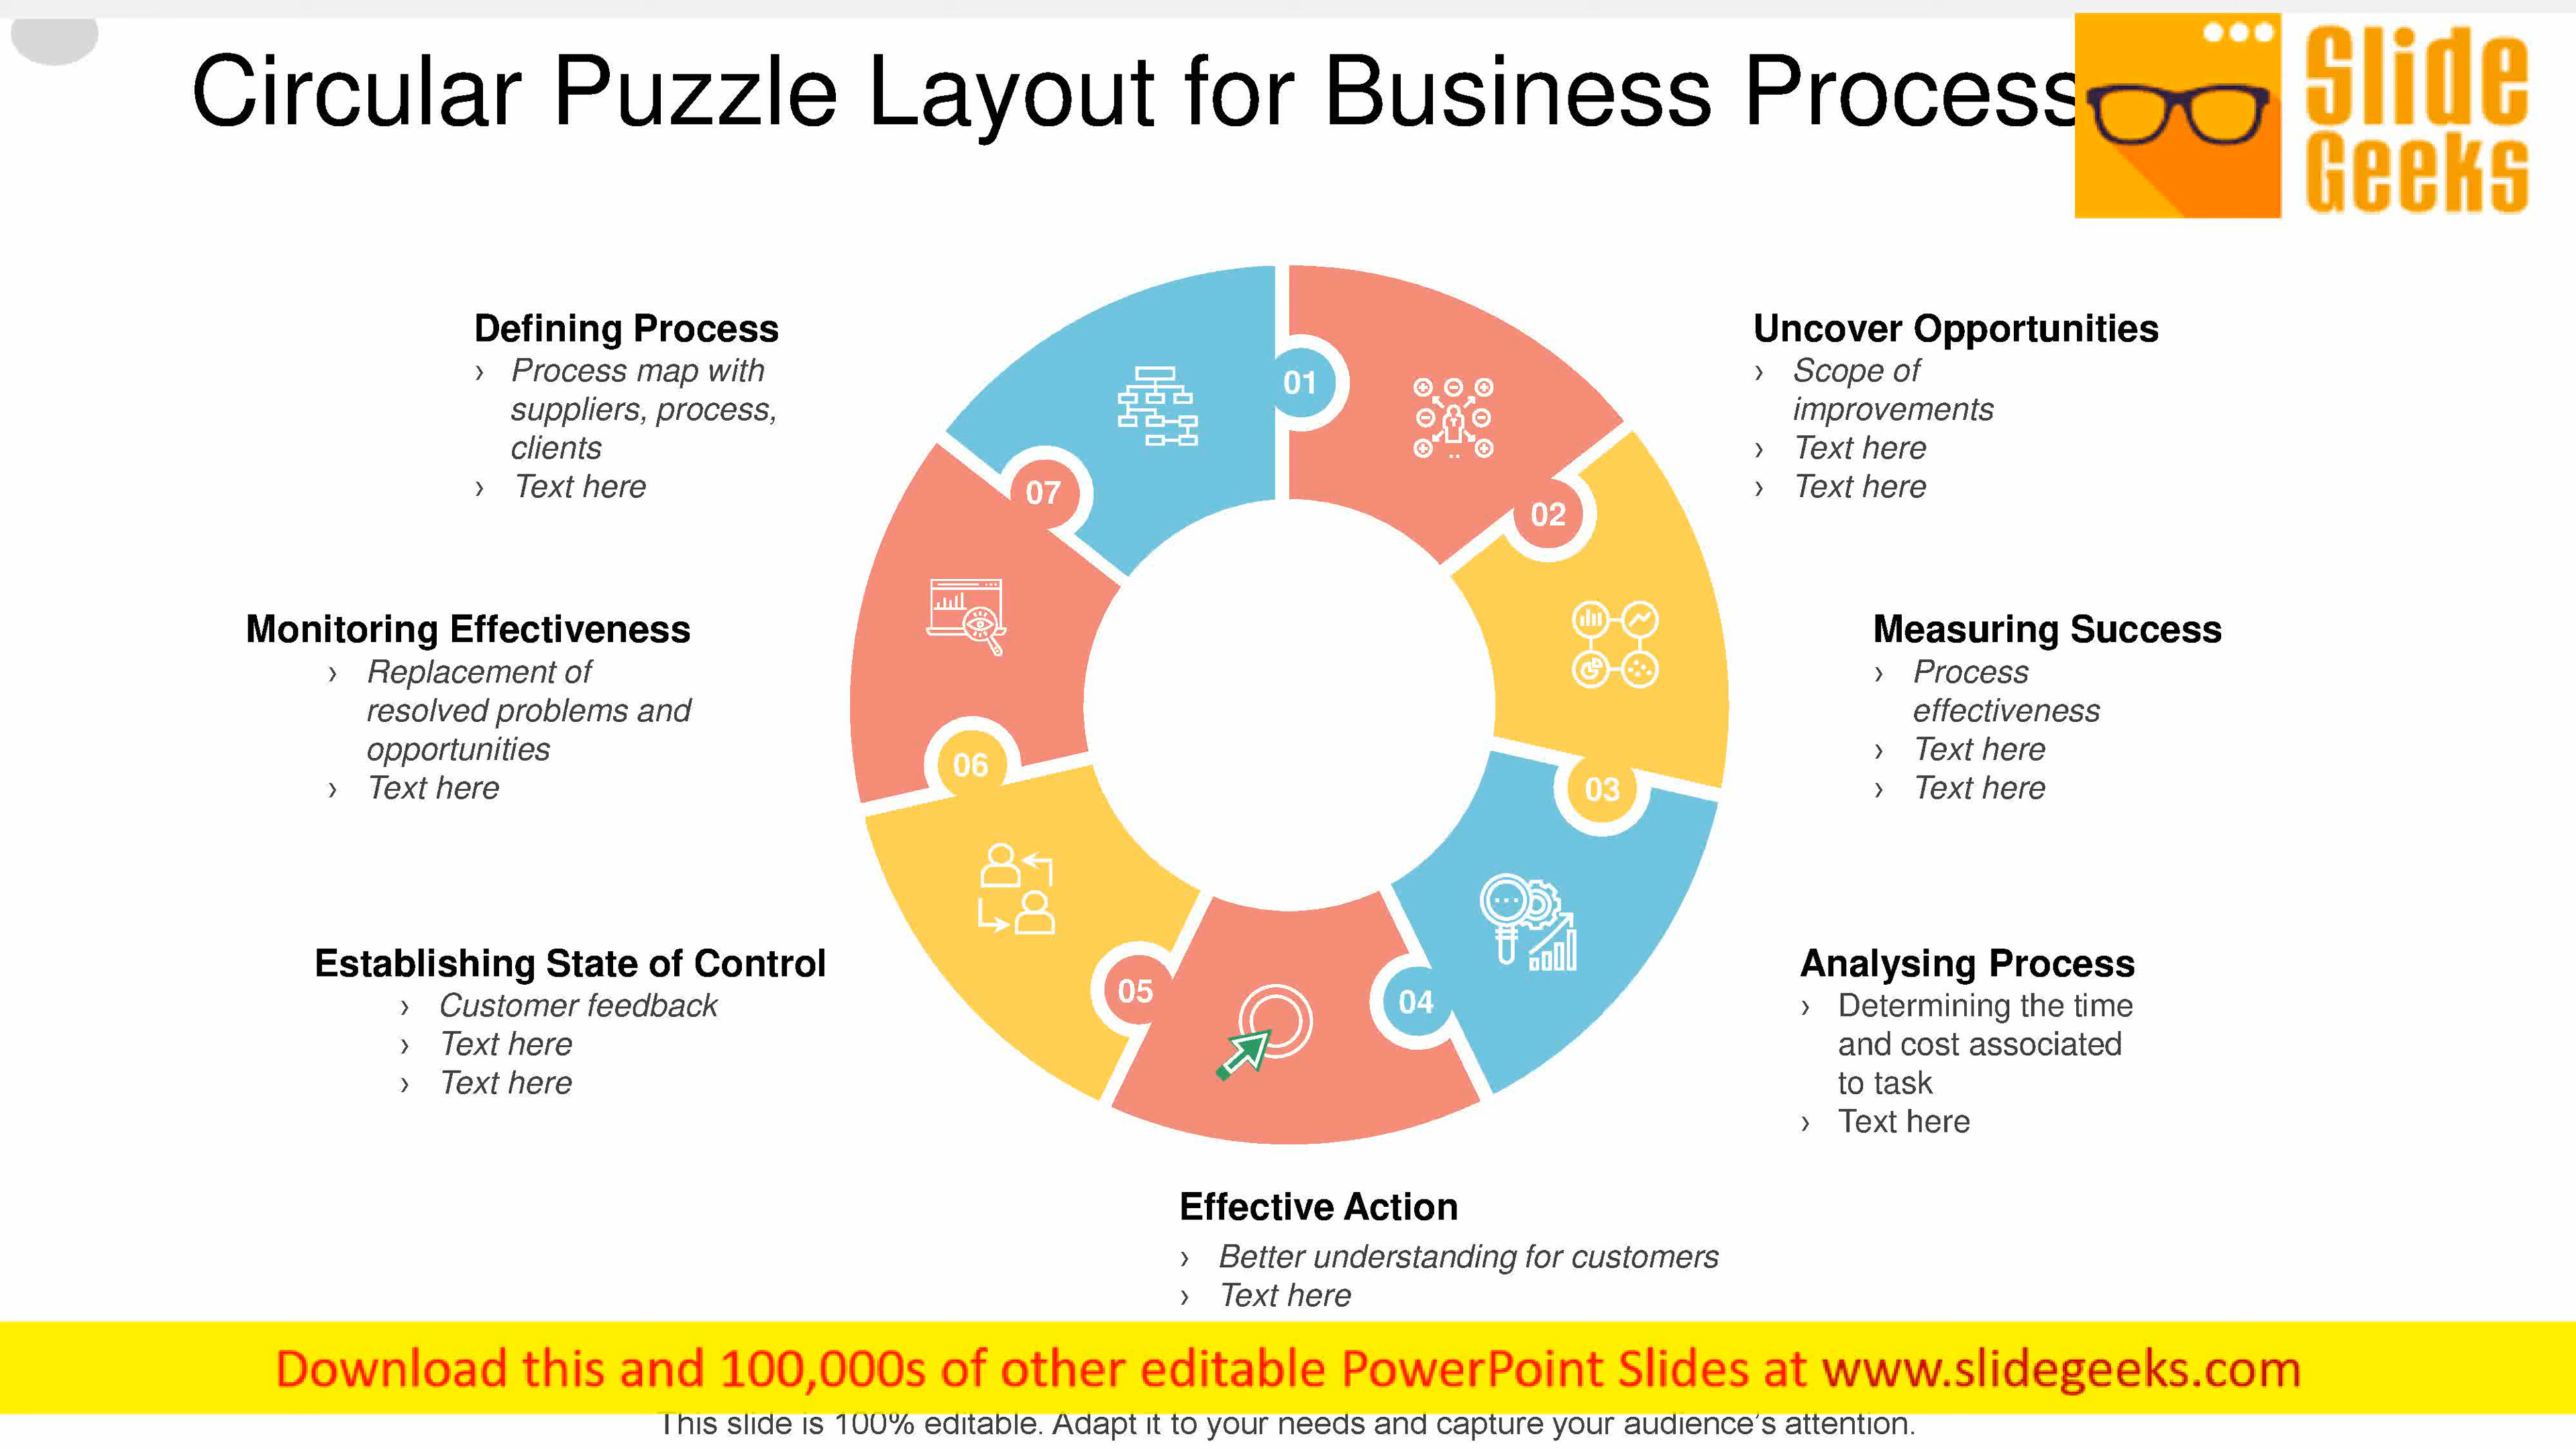 Circular Puzzle Layout for Business Process
Slide
Geeks
Defining Process
› Process map with
suppliers, process,
clients
› Text here
Uncover Opportunities
› Scope of
improvements
› Text here
› Text here
01
02
03
04
05
06
07
Monitoring Effectiveness
› Replacement of
resolved problems and
opportunities
› Text here
Measuring Success
› Process
effectiveness
› Text here
› Text here
Establishing State of Control
› Customer feedback
› Text here
› Text here
Analysing Process
› Determining the time
and cost associated
to task
› Text here
Effective Action
› Better understanding for customers
› Text here
Download this and 100,000s of other editable PowerPoint Slides at www.slidegeeks.com
This slide is 100% editable. Adapt it to your needs and capture your audience's attention.